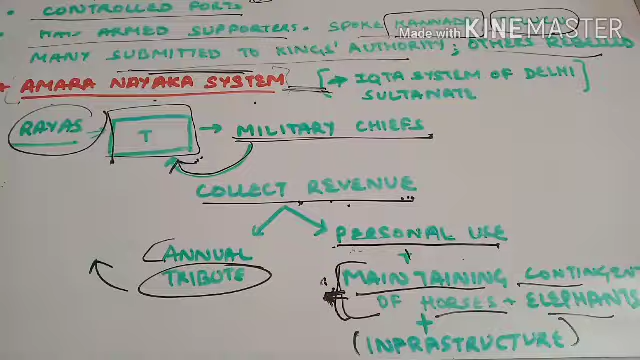 CONTROLLED PORTS
HAD ARMED SUPPORTERS. SPOKE KANNADA
Made with KINEMASTER
MANY SUBMITTED TO KINGS' AUTHORITY; OTHERS REBELLED
* AMARA NAYAKA SYSTEM [→ IQTA SYSTEM OF DELHI
SULTANATE]
RAYAS → T → MILITARY CHIEFS
COLLECT REVENUE
ANNUAL
TRIBUTE
PERSONAL USE
+
MAINTAINING CONTINGENT
OF HORSES + ELEPHANTS
+
(INFRASTRUCTURE)